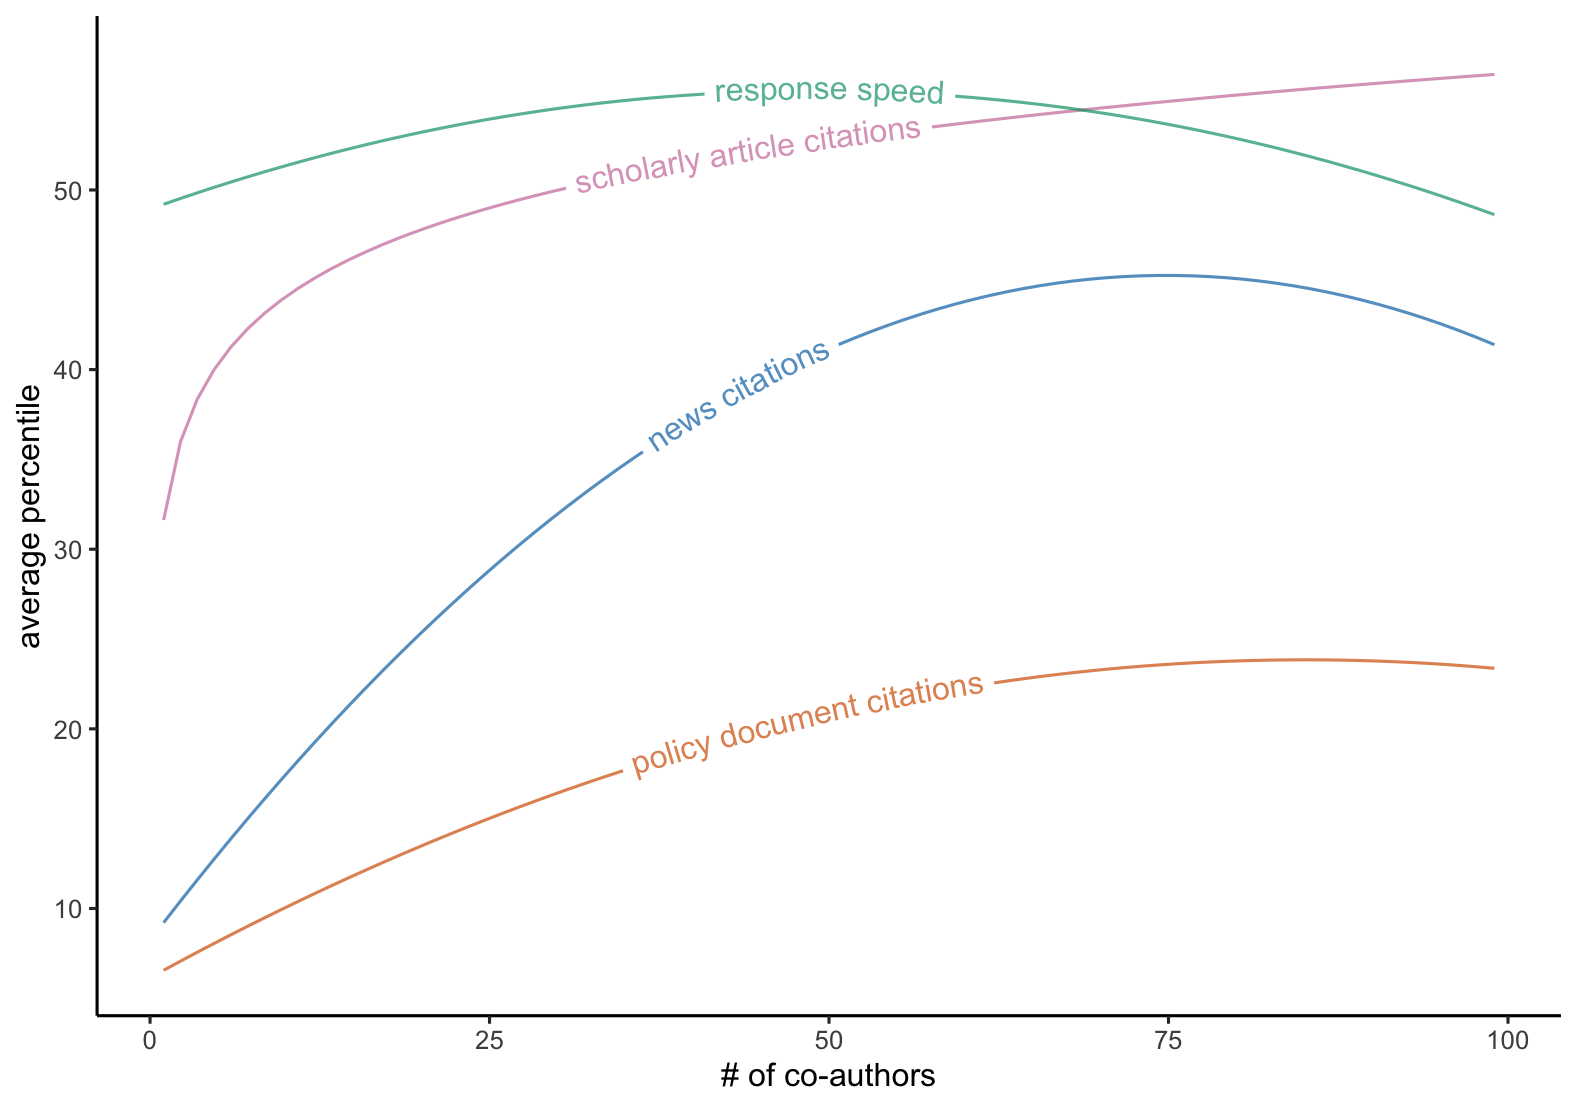 response speed
scholarly article citations
news citations
policy document citations
average percentile
50
40
30
20
10
0 25 50 75 100
# of co-authors